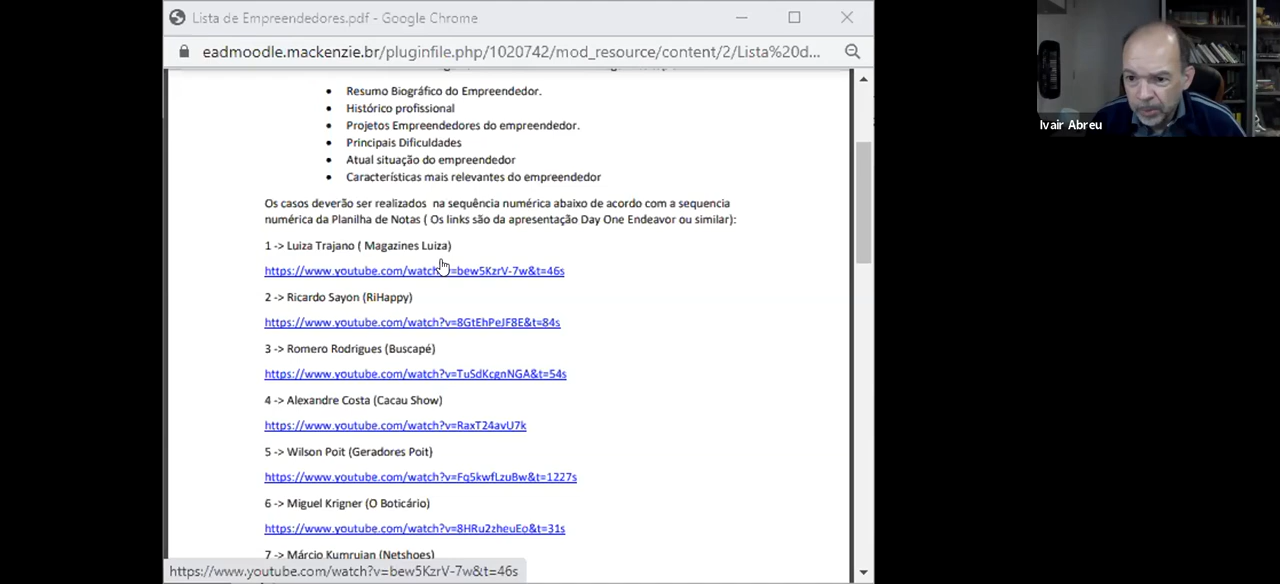 Lista de Empreendedores.pdf - Google Chrome
eadmoodle.mackenzie.br/pluginfile.php/1020742/mod_resource/content/2/Lista%20d...
Ivair Abreu
• Resumo Biográfico do Empreendedor.
• Histórico profissional
• Projetos Empreendedores do empreendedor.
• Principais Dificuldades
• Atual situação do empreendedor
• Características mais relevantes do empreendedor
Os casos deverão ser realizados na sequência numérica abaixo de acordo com a sequencia
numérica da Planilha de Notas ( Os links são da apresentação Day One Endeavor ou similar):
1 -> Luiza Trajano ( Magazines Luiza)
https://www.youtube.com/watch?v=bew5KzrV-7w&t=46s
2 -> Ricardo Sayon (RiHappy)
https://www.youtube.com/watch?v=8GtEhPeJF8E&t=84s
3 -> Romero Rodrigues (Buscapé)
https://www.youtube.com/watch?v=TuSdKcgnNGA&t=54s
4 -> Alexandre Costa (Cacau Show)
https://www.youtube.com/watch?v=RaxT24avU7k
5 -> Wilson Poit (Geradores Poit)
https://www.youtube.com/watch?v=Fq5kwfLzuBw&t=1227s
6 -> Miguel Krigner (O Boticário)
https://www.youtube.com/watch?v=8HRu2zheuEo&t=31s
7 -> Márcio Kumruian (Netshoes)
https://www.youtube.com/watch?v=bew5KzrV-7w&t=46s